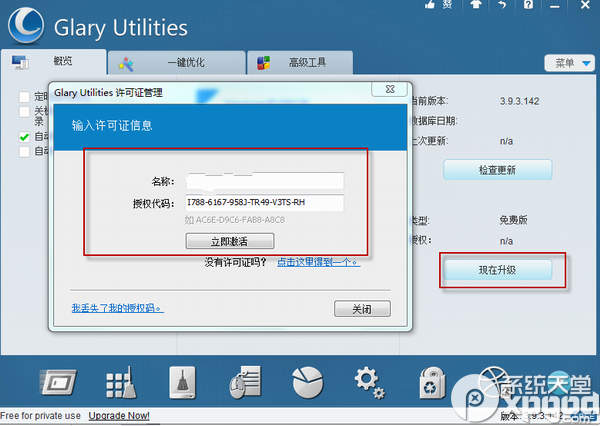 赞
Glary Utilities
概览
一键优化
高级工具
菜单
Glary Utilities 许可证管理
输入许可证信息
名称:
授权代码: I788-6167-958J-TR49-V3TS-RH
如 AC6E-D9C6-FAB8-A8C8
立即激活
没有许可证吗? 点击这里得到一个。
我丢失了我的授权码。
关闭
定时
关机
录
自动
自动
当前版本: 3.9.3.142
数据库日期:
上次更新: n/a
检查更新
类型: 免费版
授权: n/a
现在升级
系统天堂
Free for private use Upgrade Now!
版本: 3.9.3.142